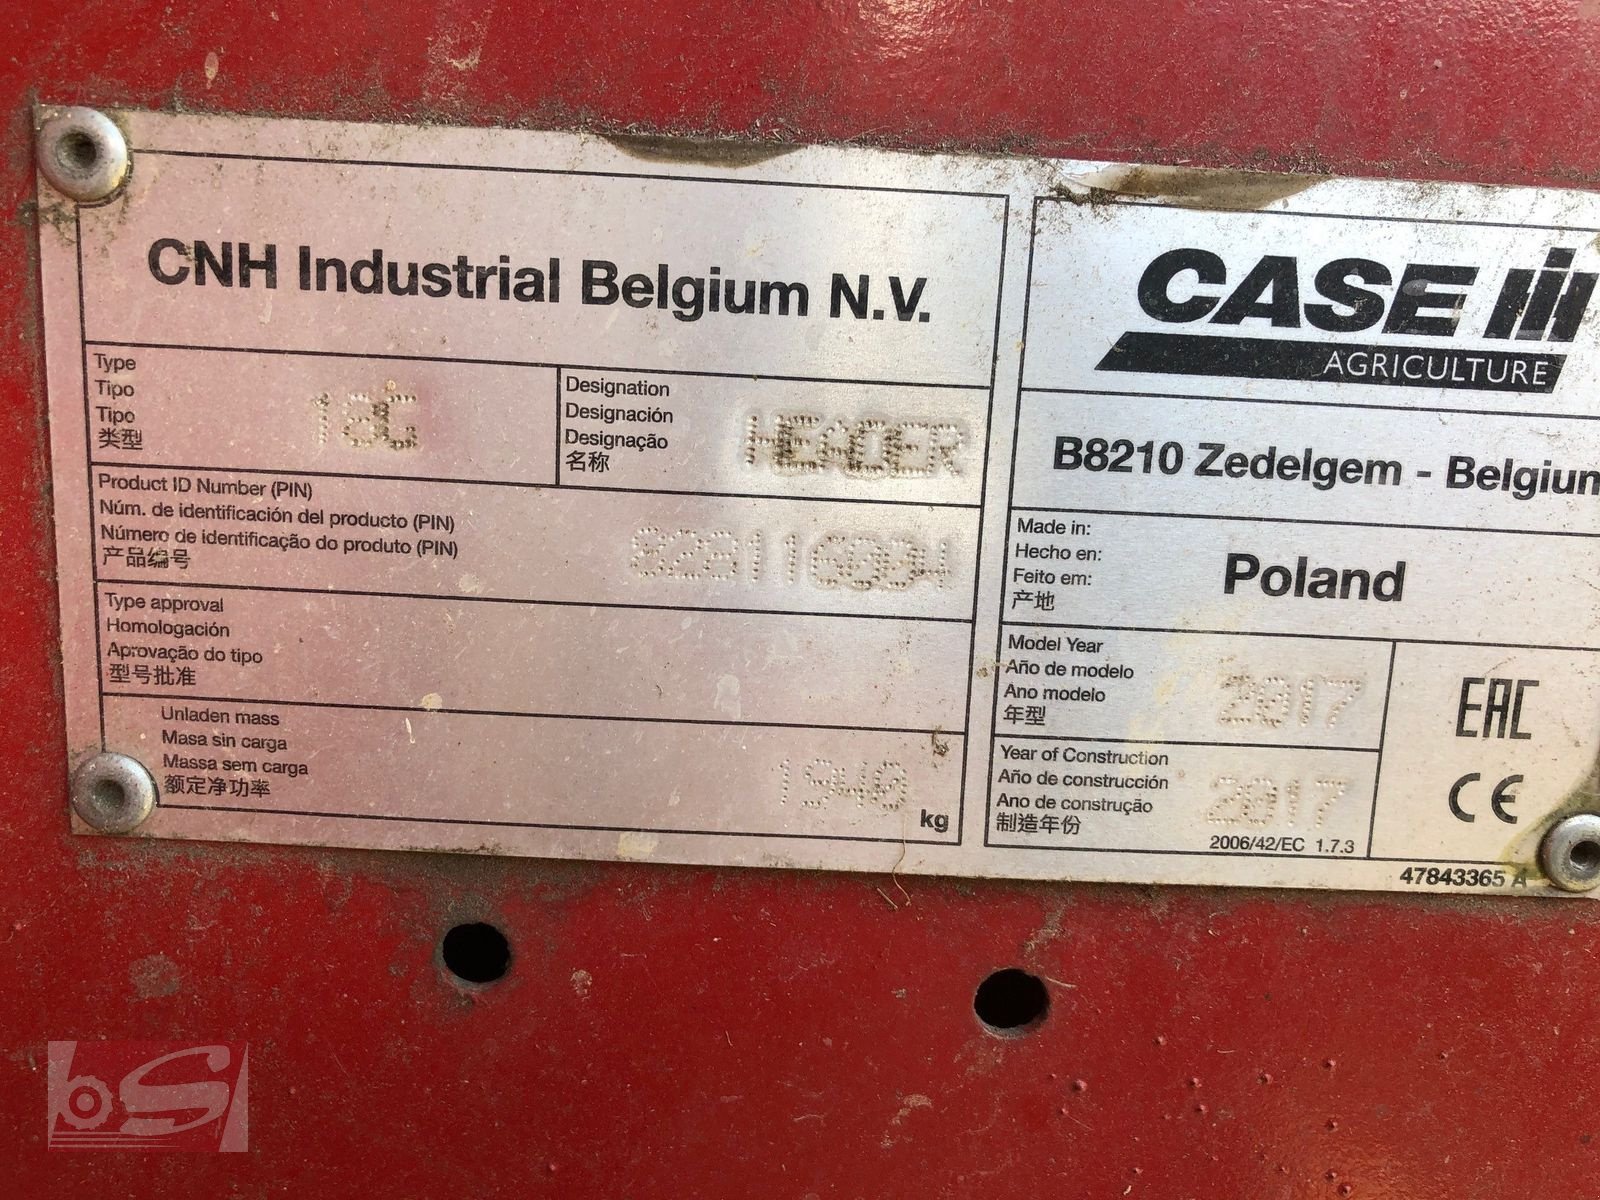 CNH Industrial Belgium N.V.
Type
Tipo
Tipo
类型
18G
Designation
Designación
Designação
名称
HEADER
Product ID Number (PIN)
Núm. de identificación del producto (PIN)
Número de identificação do produto (PIN)
产品编号
Type approval
Homologación
Aprovação do tipo
型号批准
Unladen mass
Masa sin carga
Massa sem carga
额定净功率
1940
kg
CASE IH
AGRICULTURE
B8210 Zedelgem - Belgium
Made in:
Hecho en:
Feito em:
产地
Poland
Model Year
Año de modelo
Ano modelo
年型
2017
Year of Construction
Año de construcción
Ano de construção
制造年份
2017
2006/42/EC 1.7.3
EAC
CE
47843365 A
bS